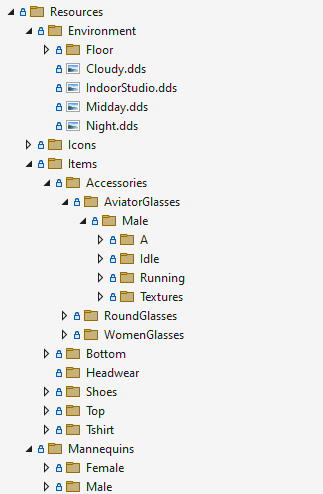 Resources
Environment
Floor
Cloudy.dds
IndoorStudio.dds
Midday.dds
Night.dds
Icons
Items
Accessories
AviatorGlasses
Male
A
Idle
Running
Textures
RoundGlasses
WomenGlasses
Bottom
Headwear
Shoes
Top
Tshirt
Mannequins
Female
Male